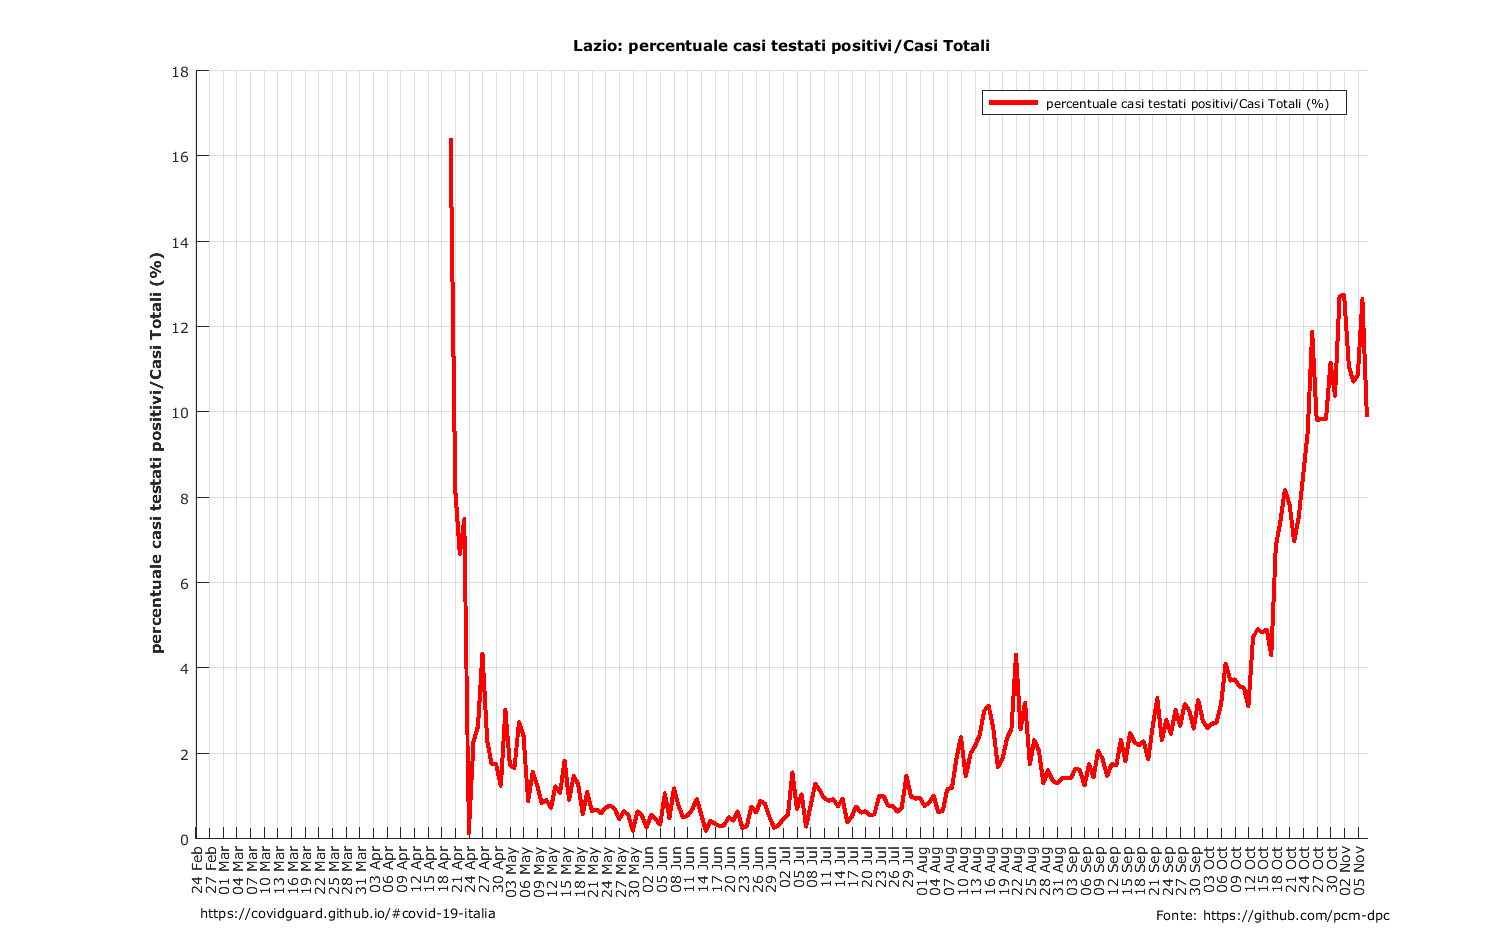 Lazio: percentuale casi testati positivi/Casi Totali
percentuale casi testati positivi/Casi Totali (%)
percentuale casi testati positivi/Casi Totali (%)
18
16
14
12
10
8
6
4
2
0
24 Feb
27 Feb
01 Mar
04 Mar
07 Mar
10 Mar
13 Mar
16 Mar
19 Mar
22 Mar
25 Mar
28 Mar
31 Mar
03 Apr
06 Apr
09 Apr
12 Apr
15 Apr
18 Apr
21 Apr
24 Apr
27 Apr
30 Apr
03 May
06 May
09 May
12 May
15 May
18 May
21 May
24 May
27 May
30 May
02 Jun
05 Jun
08 Jun
11 Jun
14 Jun
17 Jun
20 Jun
23 Jun
26 Jun
29 Jun
02 Jul
05 Jul
08 Jul
11 Jul
14 Jul
17 Jul
20 Jul
23 Jul
26 Jul
29 Jul
01 Aug
04 Aug
07 Aug
10 Aug
13 Aug
16 Aug
19 Aug
22 Aug
25 Aug
28 Aug
31 Aug
03 Sep
06 Sep
09 Sep
12 Sep
15 Sep
18 Sep
21 Sep
24 Sep
27 Sep
30 Sep
03 Oct
06 Oct
09 Oct
12 Oct
15 Oct
18 Oct
21 Oct
24 Oct
27 Oct
30 Oct
02 Nov
05 Nov
https://covidguard.github.io/#covid-19-italia
Fonte: https://github.com/pcm-dpc